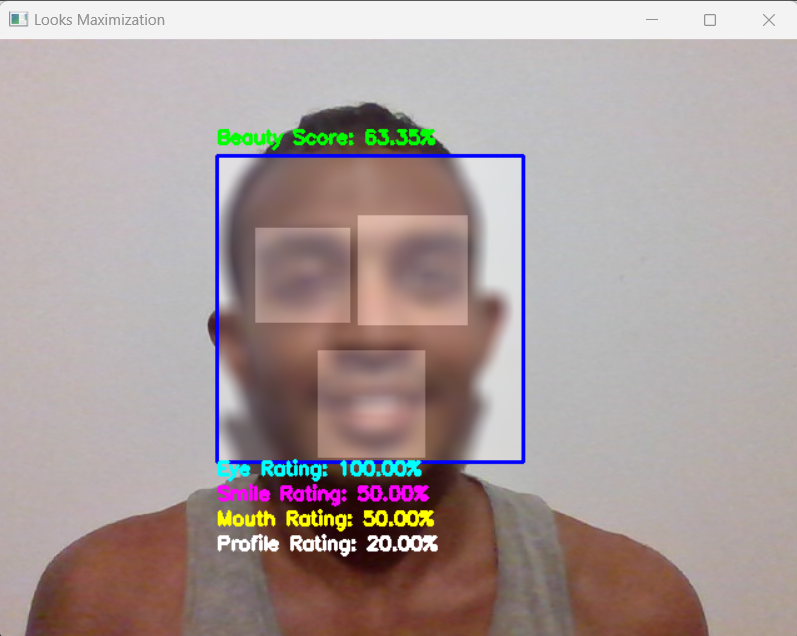 Looks Maximization
Beauty Score: 63.35%
Eye Rating: 100.00%
Smile Rating: 50.00%
Mouth Rating: 50.00%
Profile Rating: 20.00%